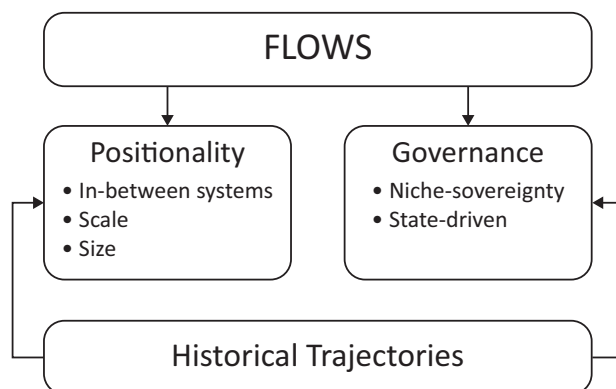 FLOWS
Positionality
• In-between systems
• Scale
• Size
Governance
• Niche-sovereignty
• State-driven
Historical Trajectories